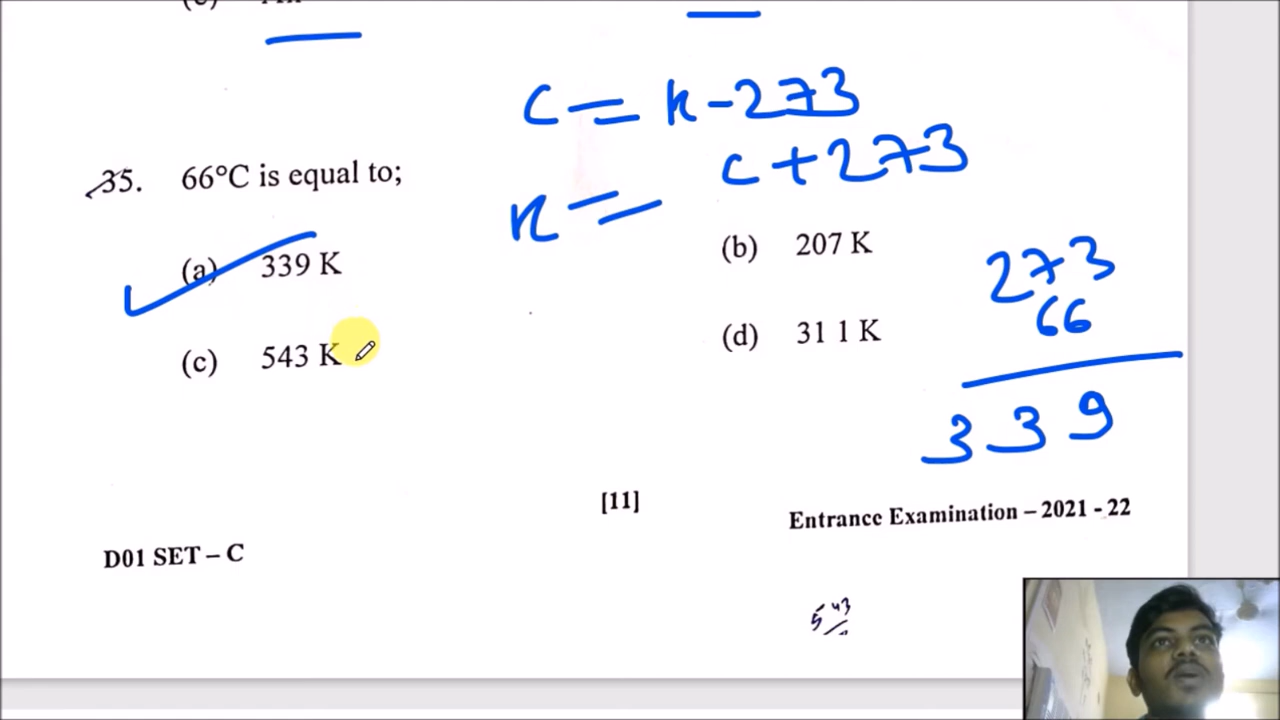 C = K - 273
K = C + 273
35. 66°C is equal to;
(a) 339 K
(b) 207 K
273
66
339
(c) 543 K
(d) 31 1 K
[11]
Entrance Examination – 2021 - 22
D01 SET – C
543